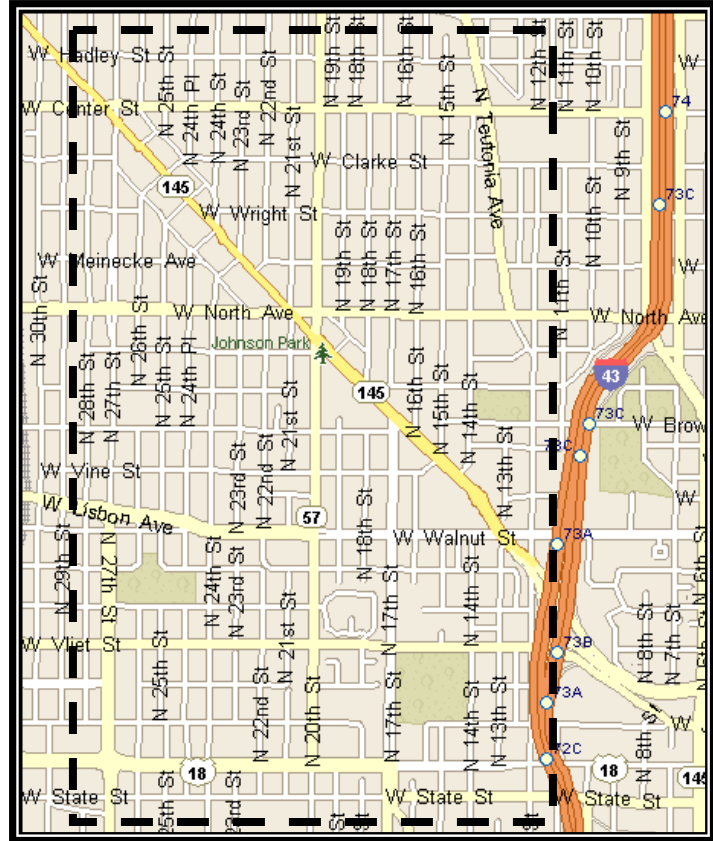 W Hadley St
N 19th St
N 18th St
N 16th St
N 12th St
N 11th St
N 10th St
W
W Center St
N 25th St
N 24th Pl
N 24th St
N 23rd St
N 22nd St
N 21st St
N 15th St
N Teutonia Ave
74
N 9th St
W Clarke St
145
73C
W Wright St
N 10th St
W Meinecke Ave
N 19th St
N 18th St
N 17th St
N 16th St
N 11th St
W
N 30th St
W North Ave
W North Ave
Johnson Park
N 28th St
N 27th St
N 26th St
N 25th St
N 24th Pl
N 21st St
145
N 16th St
N 15th St
N 14th St
43
73C
W Brow
73C
W Vine St
N 23rd St
N 22nd St
N 13th St
W
W Lisbon Ave
57
N 18th St
W Walnut St
73A
N 29th St
N 27th St
N 24th St
N 23rd St
N 21st St
N 17th St
N 14th St
N 8th St
N 7th St
N 6th St
W Vliet St
73B
N 25th St
N 22nd St
N 20th St
N 17th St
N 14th St
N 13th St
73A
N 8th St
W J
72C
18
18
145
W State St
25th St
23rd St
St
St
W State St
St
W State St